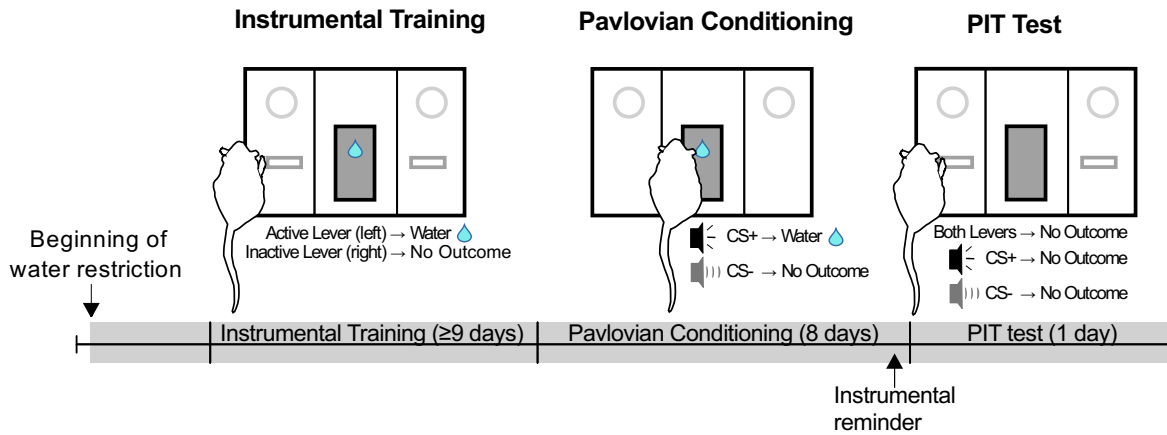 Instrumental Training
Pavlovian Conditioning
PIT Test
Active Lever (left) → Water
Inactive Lever (right) → No Outcome
CS+ → Water
CS- → No Outcome
Both Levers → No Outcome
CS+ → No Outcome
CS- → No Outcome
Beginning of
water restriction
Instrumental Training (≥9 days)
Pavlovian Conditioning (8 days)
PIT test (1 day)
Instrumental
reminder